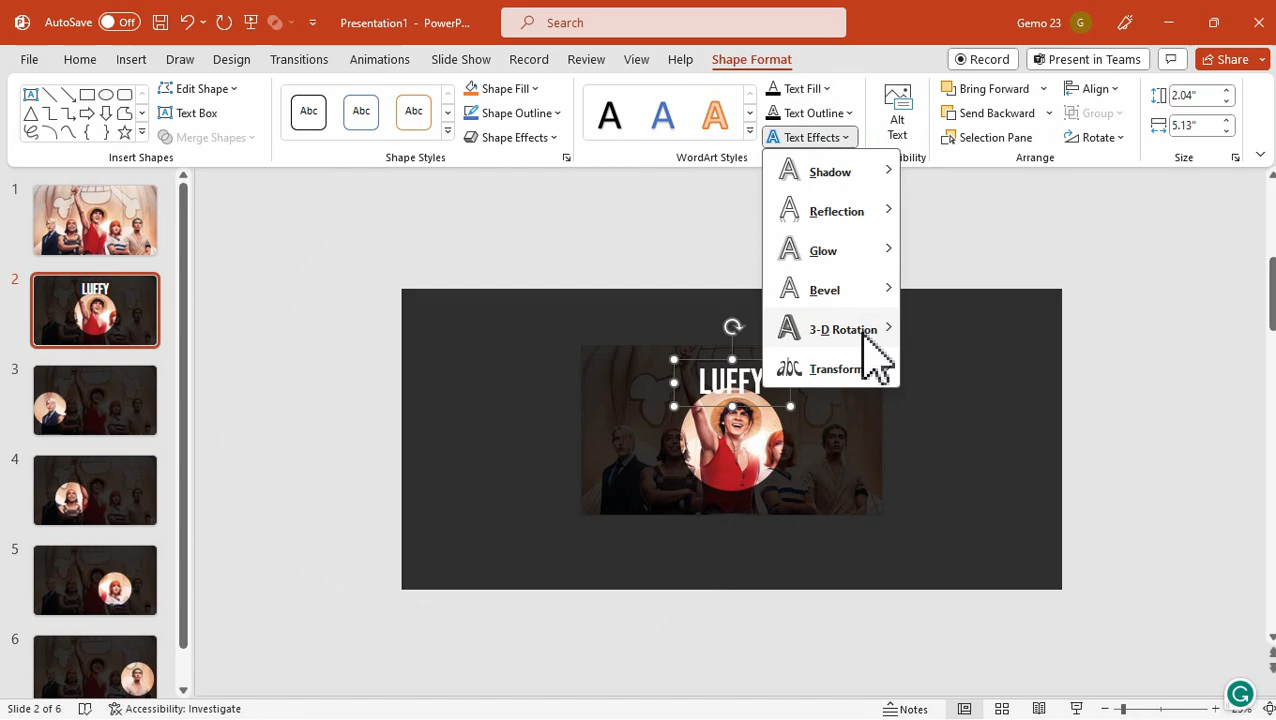 AutoSave Off Presentation1 - PowerP... Search Gemo 23 G
File Home Insert Draw Design Transitions Animations Slide Show Record Review View Help Shape Format Record Present in Teams Share
Edit Shape Abc Abc Abc Shape Fill A A A Text Fill Bring Forward Align 2.04"
Text Box Shape Outline Text Outline Alt Text Send Backward Group 5.13"
Merge Shapes Shape Effects Text Effects Selection Pane Rotate
Insert Shapes Shape Styles WordArt Styles bility Arrange Size
Shadow
Reflection
Glow
Bevel
3-D Rotation
abc Transform
1
2
LUFFY
3
4
5
6
LUFFY
Slide 2 of 6 Accessibility: Investigate Notes